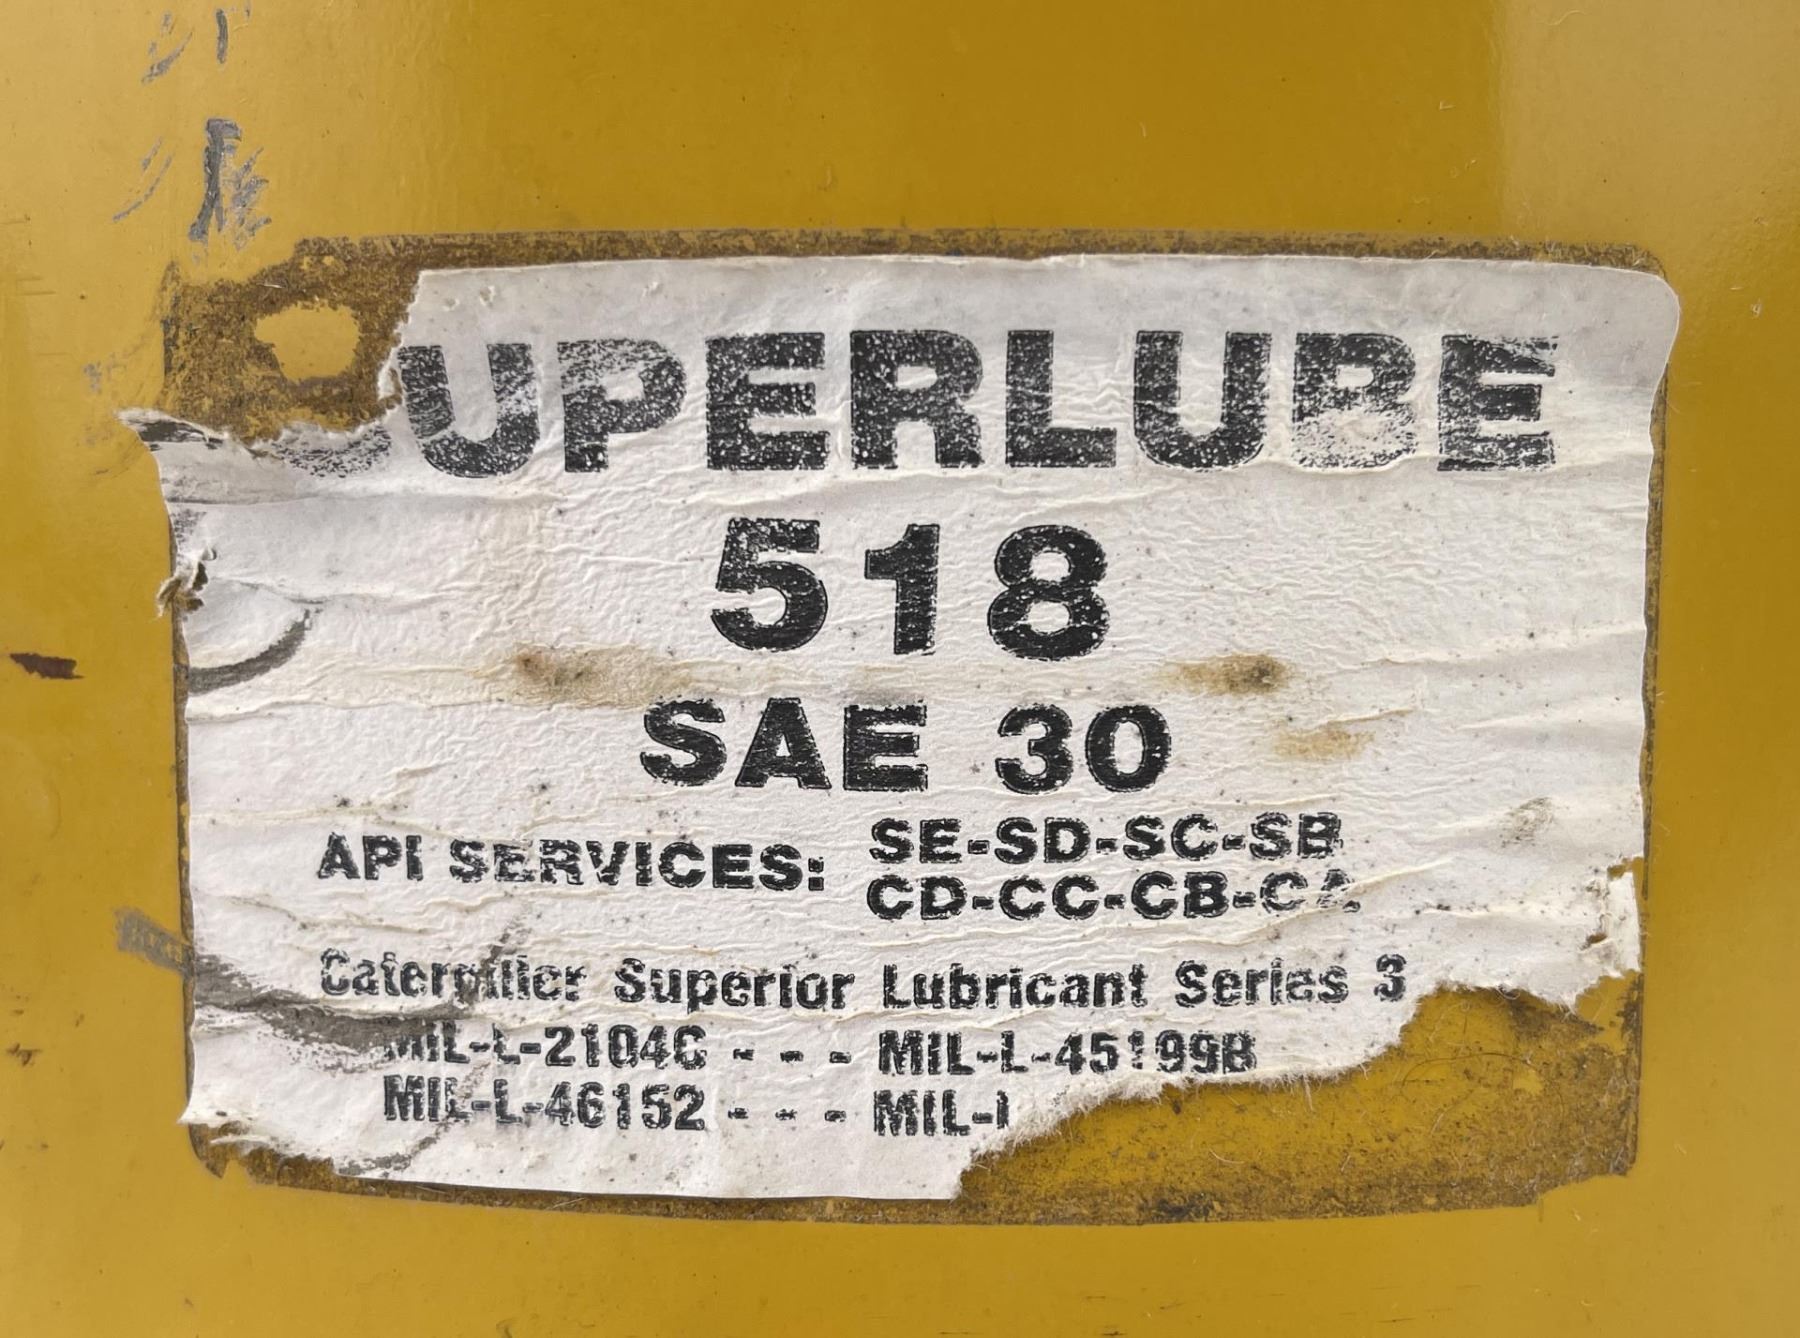 SUPERLUBE
518
SAE 30
API SERVICES: SE-SD-SC-SB
CD-CC-CB-CA
Caterpillar Superior Lubricant Series 3
MIL-L-2104C - - - MIL-L-45199B
MIL-L-46152 - - - MIL-